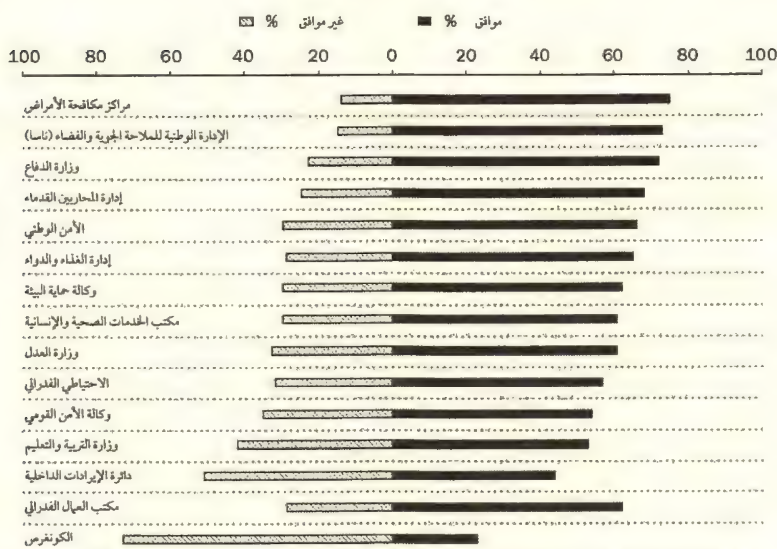 موافق % غير موافق %
100 80 60 40 20 0 20 40 60 80 100
مراكز مكافحة الأمراض
الإدارة الوطنية للملاحة الجوية والفضاء (ناسا)
وزارة الدفاع
إدارة المحاربين القدماء
الأمن الوطني
إدارة الغذاء والدواء
وكالة حماية البيئة
مكتب الخدمات الصحية والإنسانية
وزارة العدل
الاحتياطي الفدرالي
وكالة الأمن القومي
وزارة التربية والتعليم
دائرة الإيرادات الداخلية
مكتب العمال الفدرالي
الكونغرس